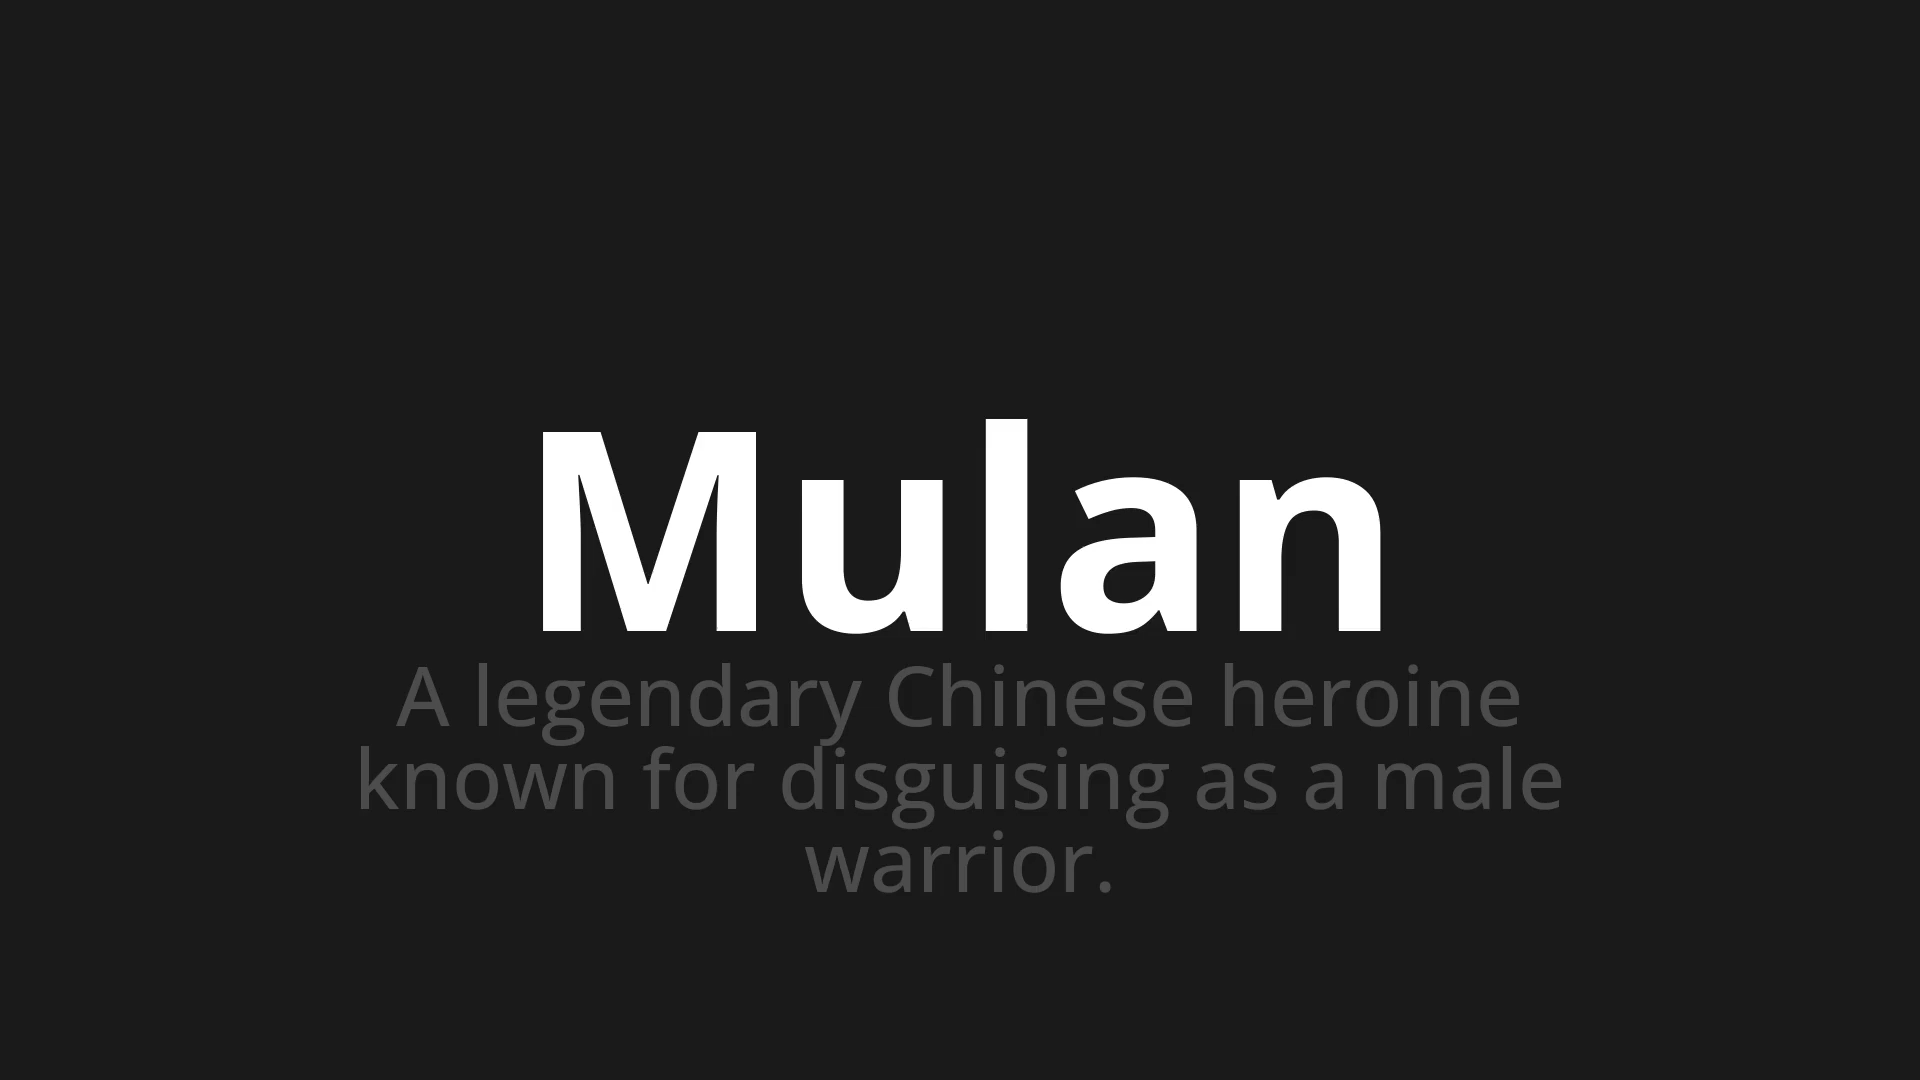 Mulan
A legendary Chinese heroine
known for disguising as a male
warrior.